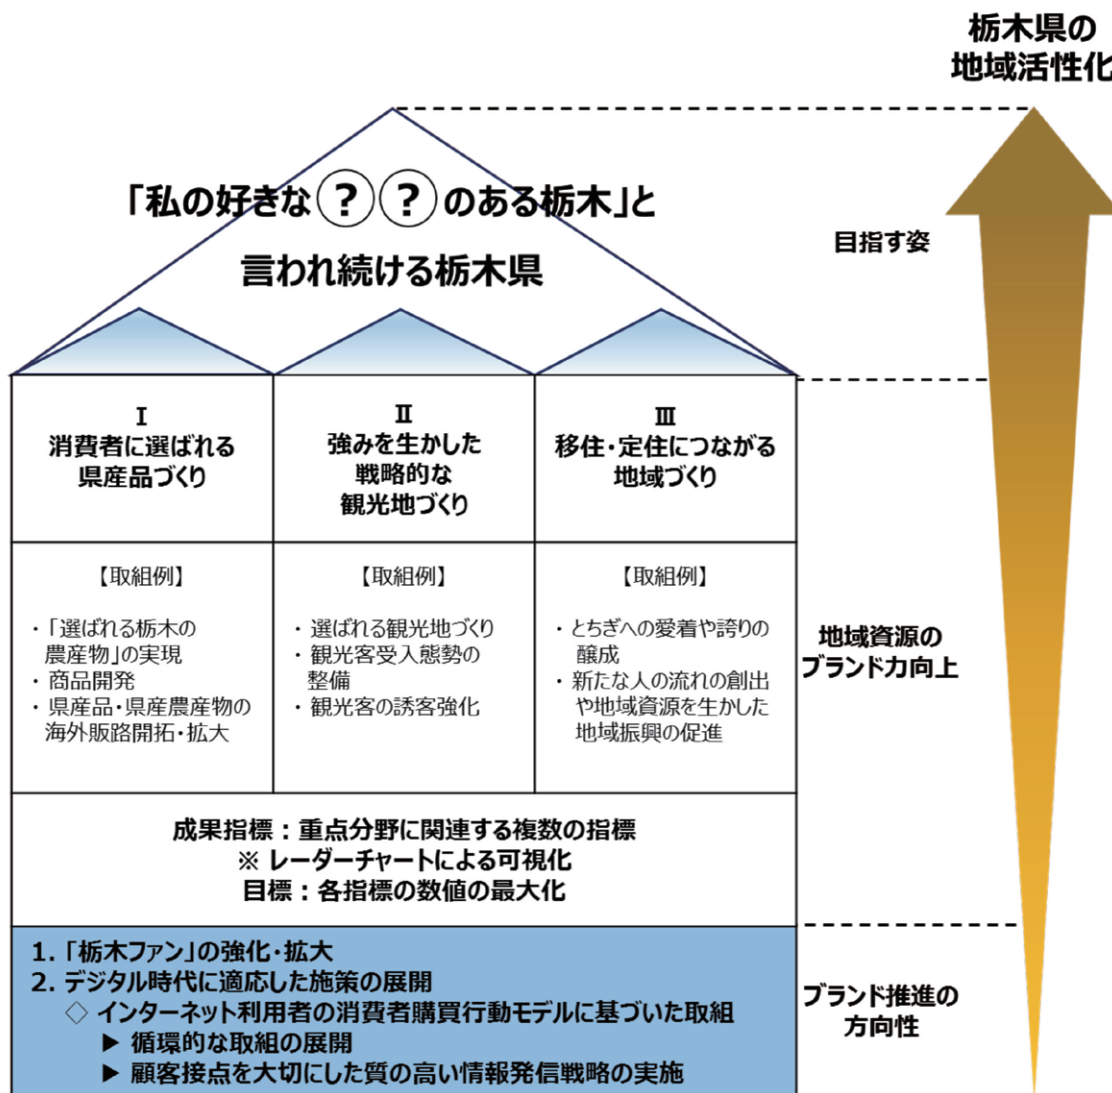 栃木県の
地域活性化
「私の好きな??のある栃木」と
言われ続ける栃木県
目指す姿
Ⅰ
消費者に選ばれる
県産品づくり
Ⅱ
強みを生かした
戦略的な
観光地づくり
Ⅲ
移住・定住につながる
地域づくり
【取組例】
・「選ばれる栃木の
農産物」の実現
・商品開発
・県産品・県産農産物の
海外販路開拓・拡大
【取組例】
・選ばれる観光地づくり
・観光客受入態勢の
整備
・観光客の誘客強化
【取組例】
・とちぎへの愛着や誇りの
醸成
・新たな人の流れの創出
や地域資源を生かした
地域振興の促進
地域資源の
ブランド力向上
成果指標：重点分野に関連する複数の指標
※ レーダーチャートによる可視化
目標：各指標の数値の最大化
1.「栃木ファン」の強化・拡大
2. デジタル時代に適応した施策の展開
◇ インターネット利用者の消費者購買行動モデルに基づいた取組
▶ 循環的な取組の展開
▶ 顧客接点を大切にした質の高い情報発信戦略の実施
ブランド推進の
方向性